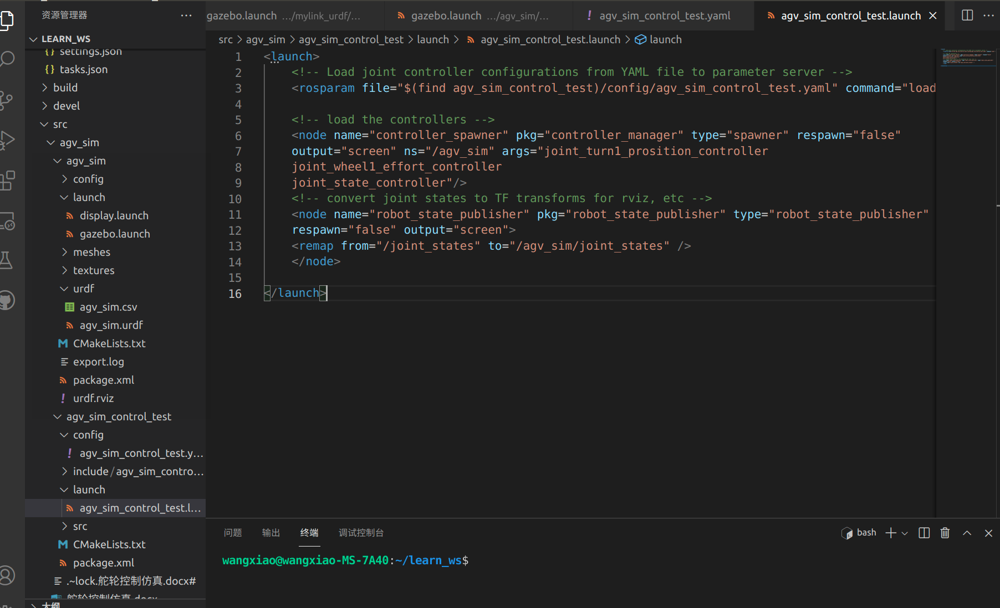 资源管理器 ···
LEARN_WS
settings.json
tasks.json
build
devel
src
agv_sim
agv_sim
config
launch
display.launch
gazebo.launch
meshes
textures
urdf
agv_sim.csv
agv_sim.urdf
CMakeLists.txt
export.log
package.xml
urdf.rviz
agv_sim_control_test
config
agv_sim_control_test.y...
include/agv_sim_contro...
launch
agv_sim_control_test.l...
src
CMakeLists.txt
package.xml
.~lock.舵轮控制仿真.docx#
舵轮控制仿真.docx
大纲
gazebo.launch .../mylink_urdf/... gazebo.launch .../agv_sim/... agv_sim_control_test.yaml agv_sim_control_test.launch
src > agv_sim > agv_sim_control_test > launch > agv_sim_control_test.launch > launch
1 <launch>
2 <!-- Load joint controller configurations from YAML file to parameter server -->
3 <rosparam file="$(find agv_sim_control_test)/config/agv_sim_control_test.yaml" command="load
4
5 <!-- load the controllers -->
6 <node name="controller_spawner" pkg="controller_manager" type="spawner" respawn="false"
7 output="screen" ns="/agv_sim" args="joint_turn1_prosition_controller
8 joint_wheel1_effort_controller
9 joint_state_controller"/>
10 <!-- convert joint states to TF transforms for rviz, etc -->
11 <node name="robot_state_publisher" pkg="robot_state_publisher" type="robot_state_publisher"
12 respawn="false" output="screen">
13 <remap from="/joint_states" to="/agv_sim/joint_states" />
14 </node>
15
16 </launch>
问题 输出 终端 调试控制台 bash
wangxiao@wangxiao-MS-7A40:~/learn_ws$